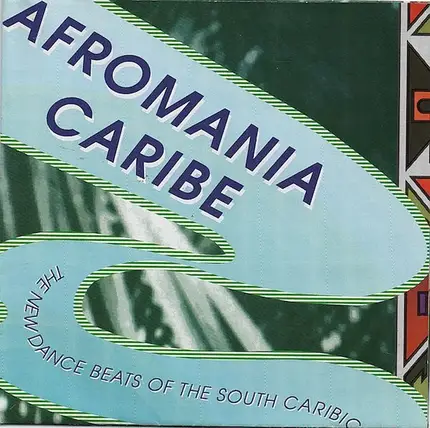 AFROMANIA
CARIBE
THE NEW DANCE BEATS OF THE SOUTH CARIBIC